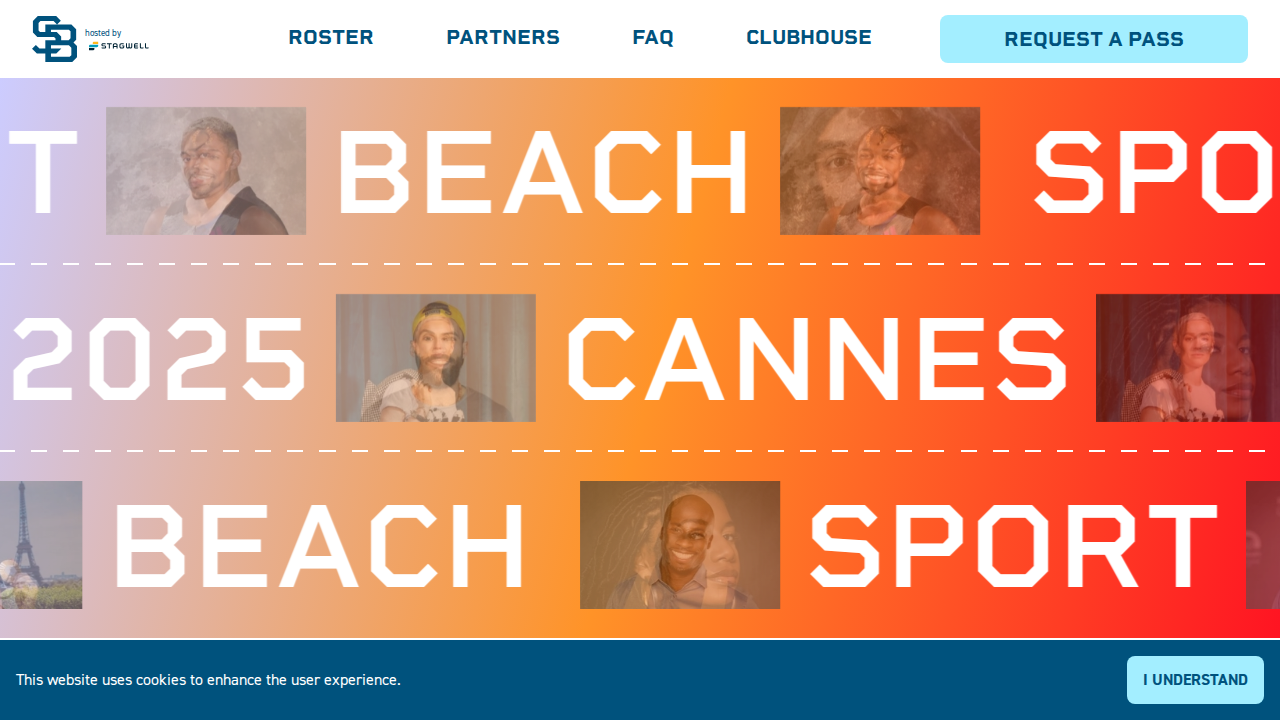 SB
hosted by
STAGWELL
ROSTER
PARTNERS
FAQ
CLUBHOUSE
REQUEST A PASS
T BEACH SPO
2025 CANNES
BEACH SPORT
This website uses cookies to enhance the user experience.
I UNDERSTAND